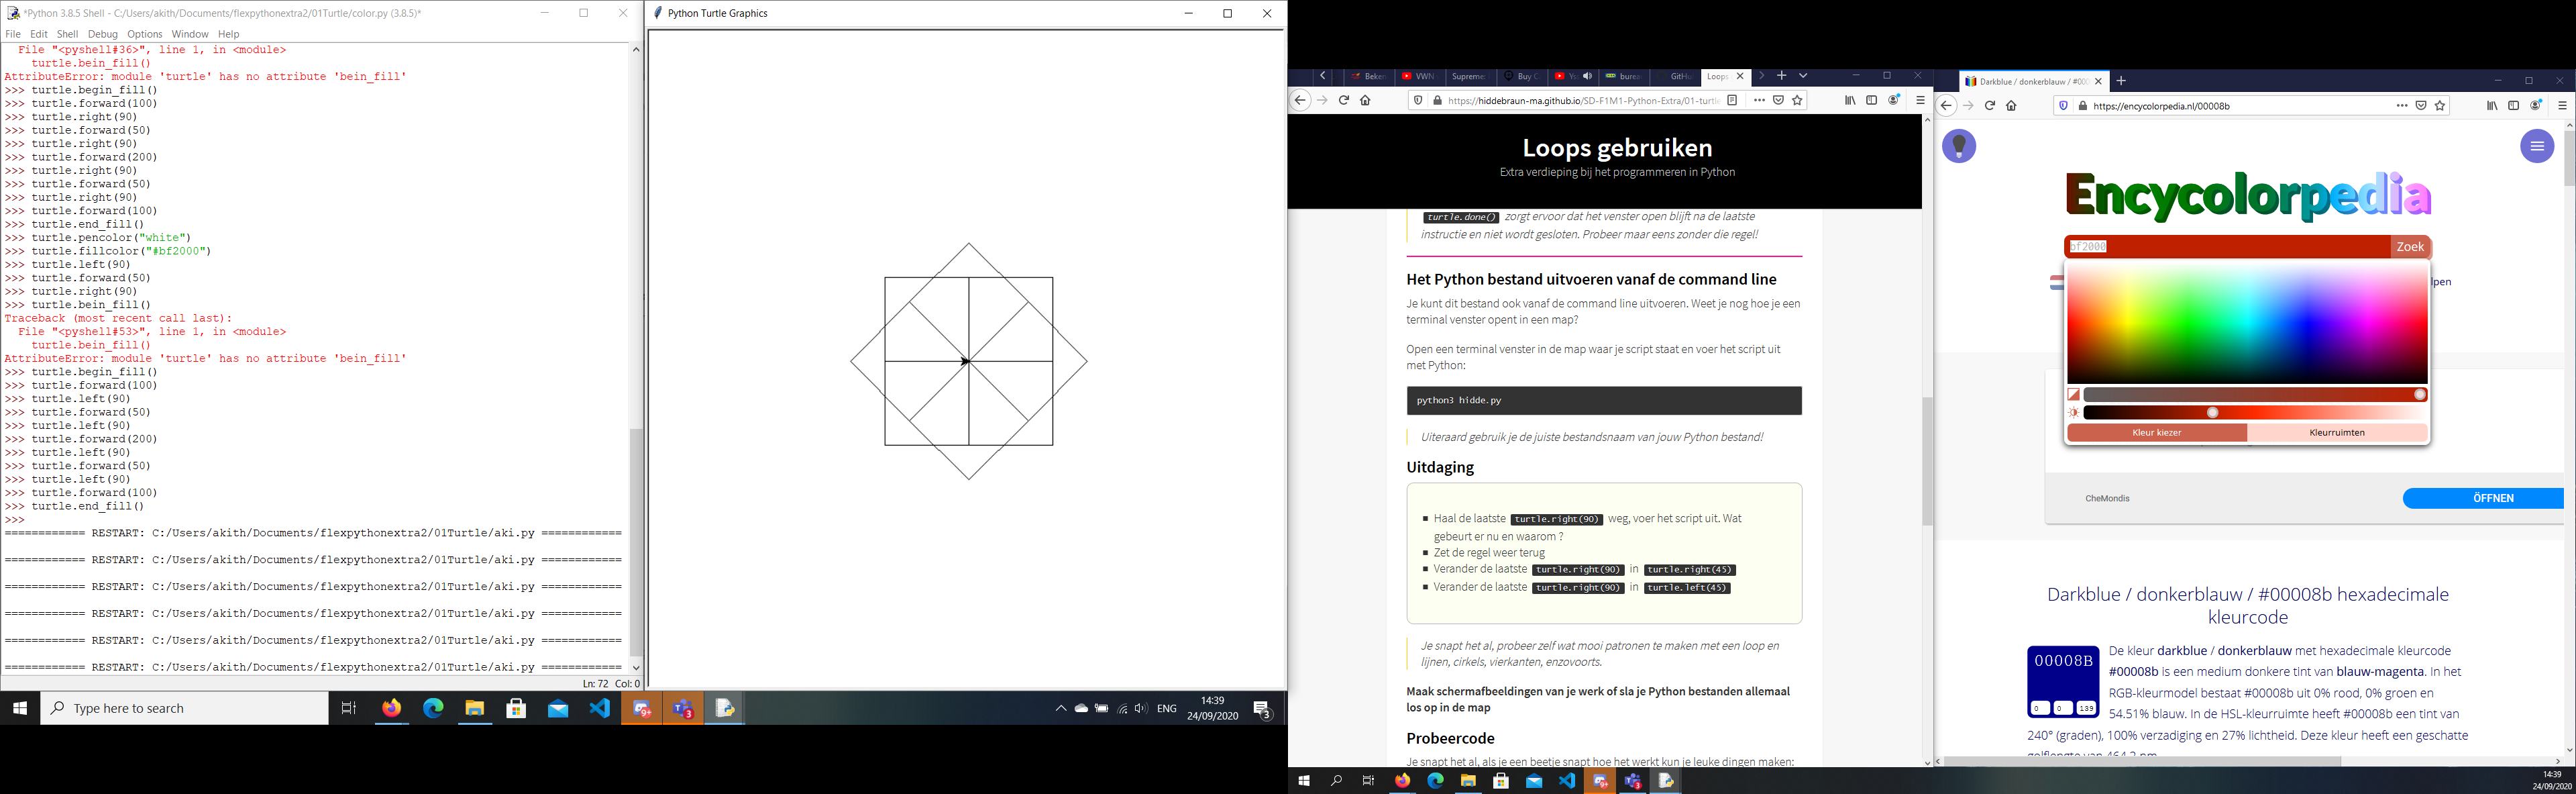 *Python 3.8.5 Shell - C:/Users/akith/Documents/flexpythonextra2/01Turtle/color.py (3.8.5)*
File Edit Shell Debug Options Window Help
File "<pyshell#36>", line 1, in <module>
turtle.bein_fill()
AttributeError: module 'turtle' has no attribute 'bein_fill'
>>> turtle.begin_fill()
>>> turtle.forward(100)
>>> turtle.right(90)
>>> turtle.forward(50)
>>> turtle.right(90)
>>> turtle.forward(200)
>>> turtle.right(90)
>>> turtle.forward(50)
>>> turtle.right(90)
>>> turtle.forward(100)
>>> turtle.end_fill()
>>> turtle.pencolor("white")
>>> turtle.fillcolor("#bf2000")
>>> turtle.left(90)
>>> turtle.forward(50)
>>> turtle.right(90)
>>> turtle.bein_fill()
Traceback (most recent call last):
File "<pyshell#53>", line 1, in <module>
turtle.bein_fill()
AttributeError: module 'turtle' has no attribute 'bein_fill'
>>> turtle.begin_fill()
>>> turtle.forward(100)
>>> turtle.left(90)
>>> turtle.forward(50)
>>> turtle.left(90)
>>> turtle.forward(200)
>>> turtle.left(90)
>>> turtle.forward(50)
>>> turtle.left(90)
>>> turtle.forward(100)
>>> turtle.end_fill()
>>>
============ RESTART: C:/Users/akith/Documents/flexpythonextra2/01Turtle/aki.py ============
============ RESTART: C:/Users/akith/Documents/flexpythonextra2/01Turtle/aki.py ============
============ RESTART: C:/Users/akith/Documents/flexpythonextra2/01Turtle/aki.py ============
============ RESTART: C:/Users/akith/Documents/flexpythonextra2/01Turtle/aki.py ============
============ RESTART: C:/Users/akith/Documents/flexpythonextra2/01Turtle/aki.py ============
============ RESTART: C:/Users/akith/Documents/flexpythonextra2/01Turtle/aki.py ============
Ln: 72 Col: 0
Python Turtle Graphics
Type here to search
9+
3
ENG
14:39
24/09/2020
3
Beken
VWN
Supreme
Buy C
You
burea
GitHu
Loops
https://hiddebraun-ma.github.io/SD-F1M1-Python-Extra/01-turtle
Loops gebruiken
Extra verdieping bij het programmeren in Python
turtle.done() zorgt ervoor dat het venster open blijft na de laatste
instructie en niet wordt gesloten. Probeer maar eens zonder die regel!
Het Python bestand uitvoeren vanaf de command line
Je kunt dit bestand ook vanaf de command line uitvoeren. Weet je nog hoe je een
terminal venster opent in een map?
Open een terminal venster in de map waar je script staat en voer het script uit
met Python:
python3 hidde.py
Uiteraard gebruik je de juiste bestandsnaam van jouw Python bestand!
Uitdaging
Haal de laatste turtle.right(90) weg, voer het script uit. Wat
gebeurt er nu en waarom ?
Zet de regel weer terug
Verander de laatste turtle.right(90) in turtle.right(45)
Verander de laatste turtle.right(90) in turtle.left(45)
Je snapt het al, probeer zelf wat mooi patronen te maken met een loop en
lijnen, cirkels, vierkanten, enzovoorts.
Maak schermafbeeldingen van je werk of sla je Python bestanden allemaal
los op in de map
Probeercode
Je snapt het al, als je een beetje snapt hoe het werkt kun je leuke dingen maken:
9+
3
Darkblue / donkerblauw / #000
https://encycolorpedia.nl/00008b
Encycolorpedia
bf2000
Zoek
lpen
Kleur kiezer
Kleurruimten
CheMondis
ÖFFNEN
Darkblue / donkerblauw / #00008b hexadecimale
kleurcode
00008B
0 0 139
De kleur darkblue / donkerblauw met hexadecimale kleurcode
#00008b is een medium donkere tint van blauw-magenta. In het
RGB-kleurmodel bestaat #00008b uit 0% rood, 0% groen en
54.51% blauw. In de HSL-kleurruimte heeft #00008b een tint van
240° (graden), 100% verzadiging en 27% lichtheid. Deze kleur heeft een geschatte
golflengte van 464.2 nm.
14:39
24/09/2020